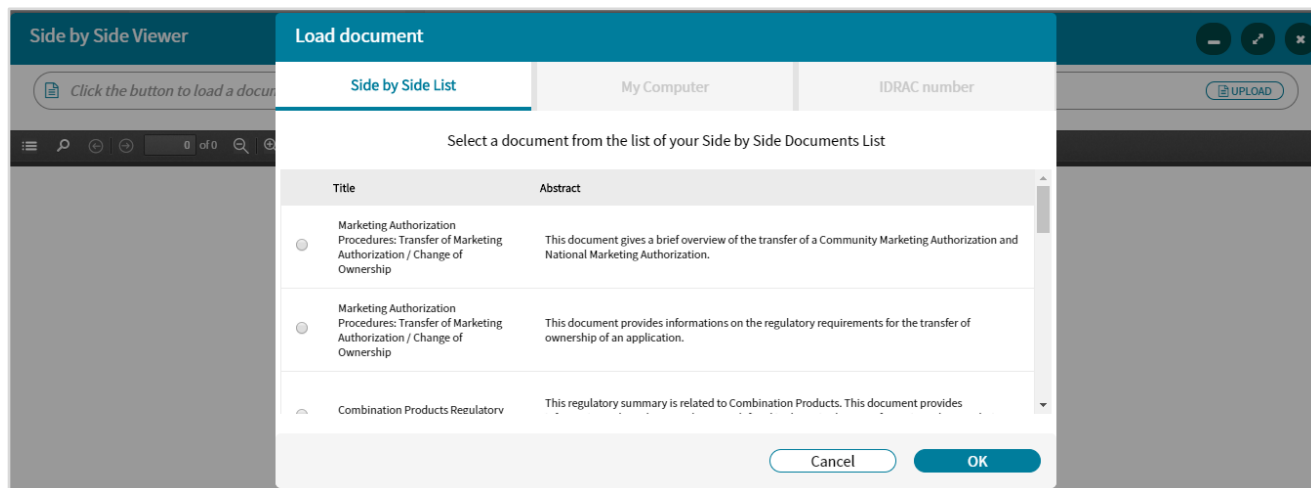 Side by Side Viewer
Load document
Click the button to load a docu
UPLOAD
Side by Side List
My Computer
IDRAC number
0 of 0
Select a document from the list of your Side by Side Documents List
Title
Abstract
Marketing Authorization
Procedures: Transfer of Marketing
Authorization / Change of
Ownership
This document gives a brief overview of the transfer of a Community Marketing Authorization and
National Marketing Authorization.
Marketing Authorization
Procedures: Transfer of Marketing
Authorization / Change of
Ownership
This document provides informations on the regulatory requirements for the transfer of
ownership of an application.
Combination Products Regulatory
This regulatory summary is related to Combination Products. This document provides
Cancel
OK